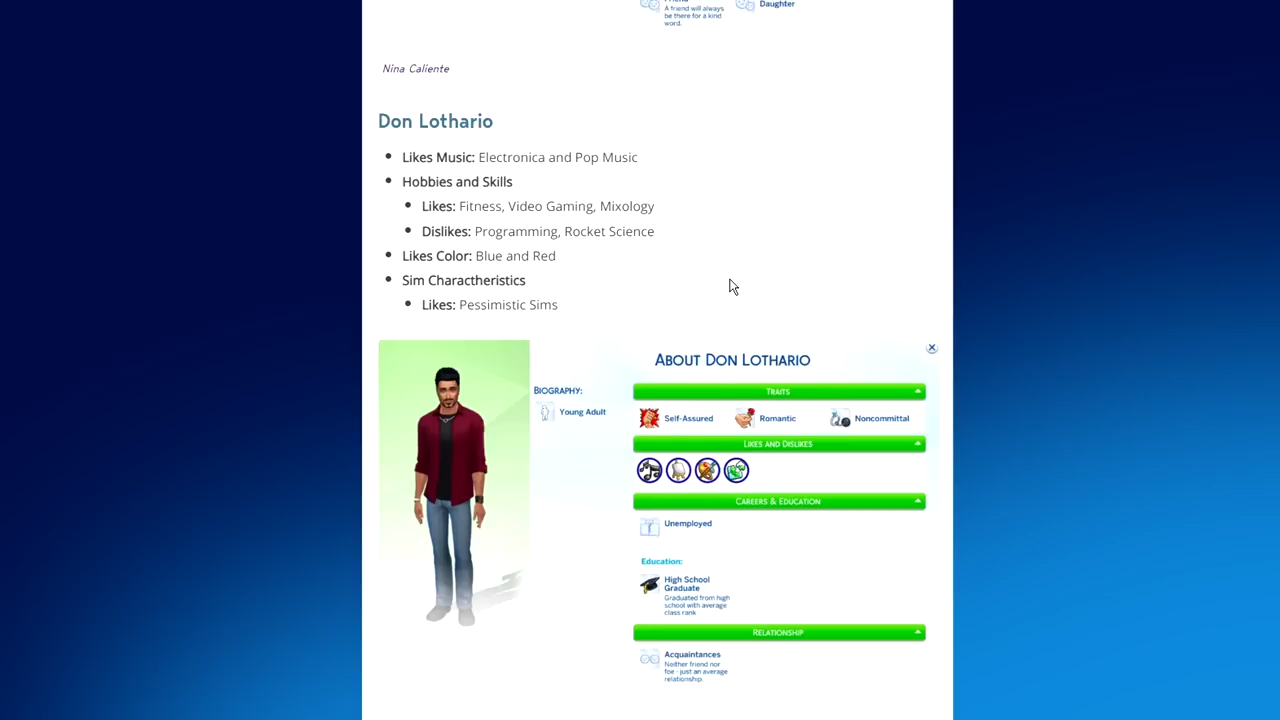 Friend
A friend will always
be there for a kind
word.
Daughter
Nina Caliente
Don Lothario
Likes Music: Electronica and Pop Music
Hobbies and Skills
Likes: Fitness, Video Gaming, Mixology
Dislikes: Programming, Rocket Science
Likes Color: Blue and Red
Sim Charactheristics
Likes: Pessimistic Sims
About Don Lothario
Biography:
Young Adult
Traits
Self-Assured
Romantic
Noncommittal
Likes and Dislikes
Careers & Education
Unemployed
Education:
High School
Graduate
Graduated from high
school with average
class rank
Relationship
Acquaintances
Neither friend nor
foe - just an average
relationship.